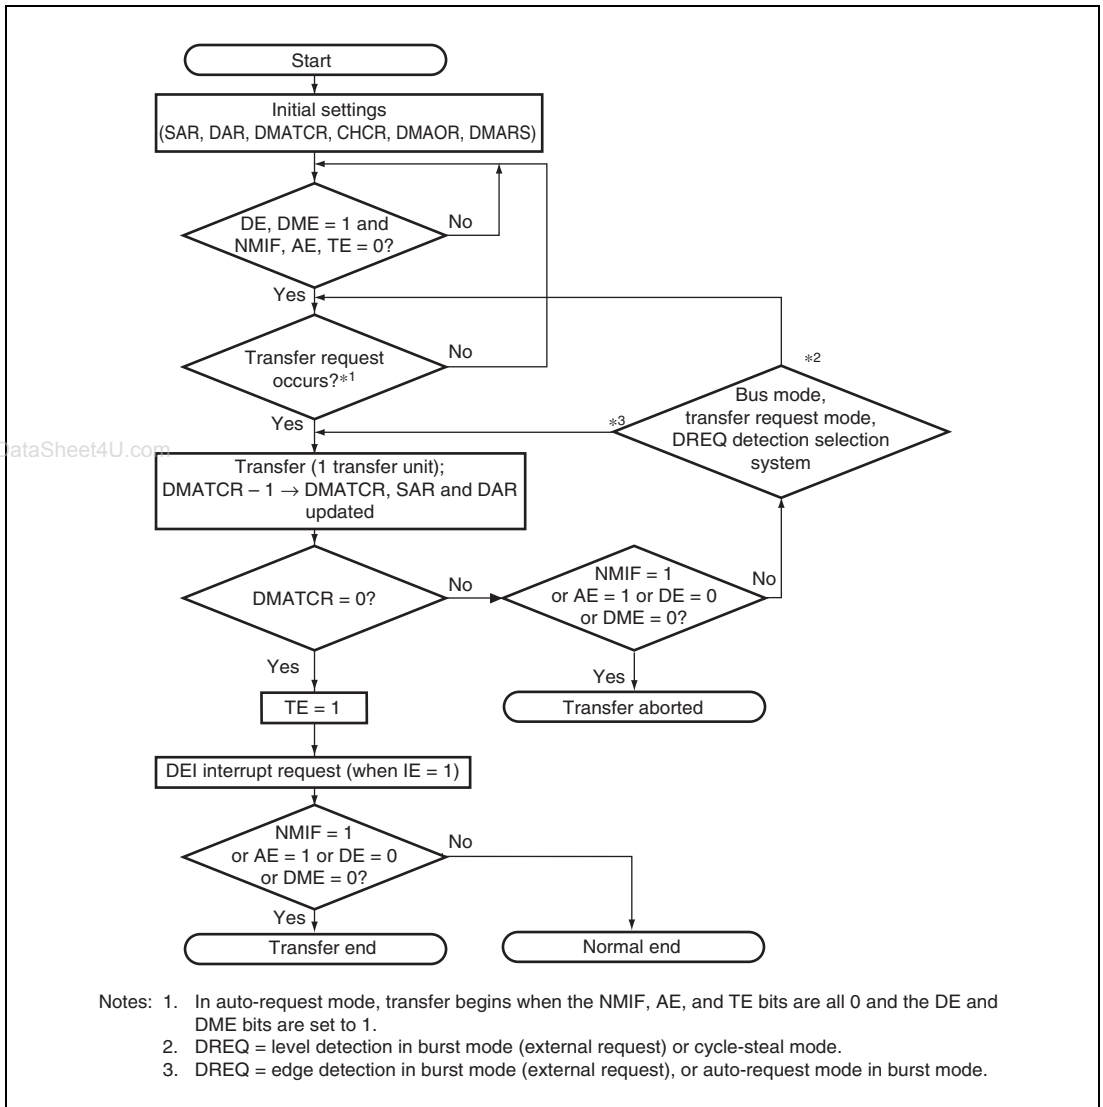 Start
Initial settings
(SAR, DAR, DMATCR, CHCR, DMAOR, DMARS)
DE, DME = 1 and
NMIF, AE, TE = 0?
No
Yes
Transfer request
occurs?*1
No
Yes
*2
Bus mode,
transfer request mode,
DREQ detection selection
system
*3
DataSheet4U.com
Transfer (1 transfer unit);
DMATCR – 1 → DMATCR, SAR and DAR
updated
DMATCR = 0?
No
NMIF = 1
or AE = 1 or DE = 0
or DME = 0?
No
Yes
Yes
Transfer aborted
TE = 1
DEI interrupt request (when IE = 1)
NMIF = 1
or AE = 1 or DE = 0
or DME = 0?
No
Yes
Transfer end
Normal end
Notes: 1. In auto-request mode, transfer begins when the NMIF, AE, and TE bits are all 0 and the DE and
DME bits are set to 1.
2. DREQ = level detection in burst mode (external request) or cycle-steal mode.
3. DREQ = edge detection in burst mode (external request), or auto-request mode in burst mode.